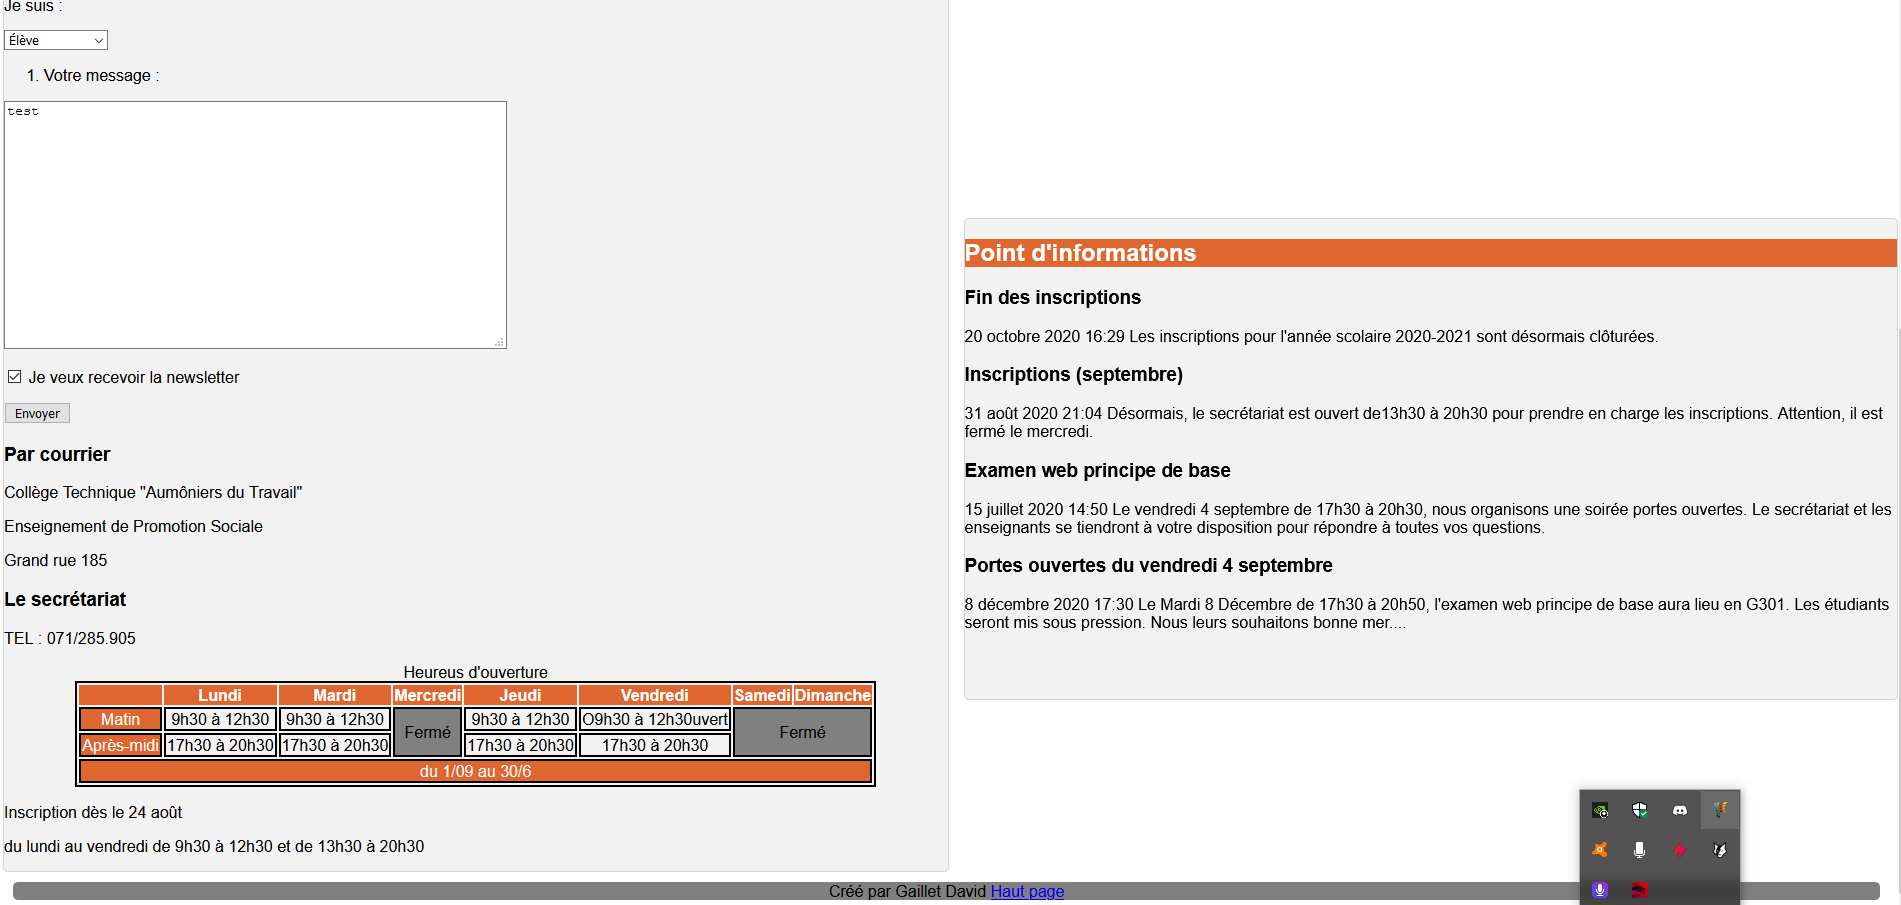 Je suis :
Élève
1. Votre message :
test
Je veux recevoir la newsletter
Envoyer
Par courrier
Collège Technique "Aumôniers du Travail"
Enseignement de Promotion Sociale
Grand rue 185
Le secrétariat
TEL : 071/285.905
Heureus d'ouverture
Lundi Mardi Mercredi Jeudi Vendredi Samedi Dimanche
Matin 9h30 à 12h30 9h30 à 12h30 Fermé 9h30 à 12h30 O9h30 à 12h30uvert Fermé
Après-midi 17h30 à 20h30 17h30 à 20h30 17h30 à 20h30 17h30 à 20h30
du 1/09 au 30/6
Inscription dès le 24 août
du lundi au vendredi de 9h30 à 12h30 et de 13h30 à 20h30
Point d'informations
Fin des inscriptions
20 octobre 2020 16:29 Les inscriptions pour l'année scolaire 2020-2021 sont désormais clôturées.
Inscriptions (septembre)
31 août 2020 21:04 Désormais, le secrétariat est ouvert de13h30 à 20h30 pour prendre en charge les inscriptions. Attention, il est
fermé le mercredi.
Examen web principe de base
15 juillet 2020 14:50 Le vendredi 4 septembre de 17h30 à 20h30, nous organisons une soirée portes ouvertes. Le secrétariat et les
enseignants se tiendront à votre disposition pour répondre à toutes vos questions.
Portes ouvertes du vendredi 4 septembre
8 décembre 2020 17:30 Le Mardi 8 Décembre de 17h30 à 20h50, l'examen web principe de base aura lieu en G301. Les étudiants
seront mis sous pression. Nous leurs souhaitons bonne mer....
Créé par Gaillet David Haut page